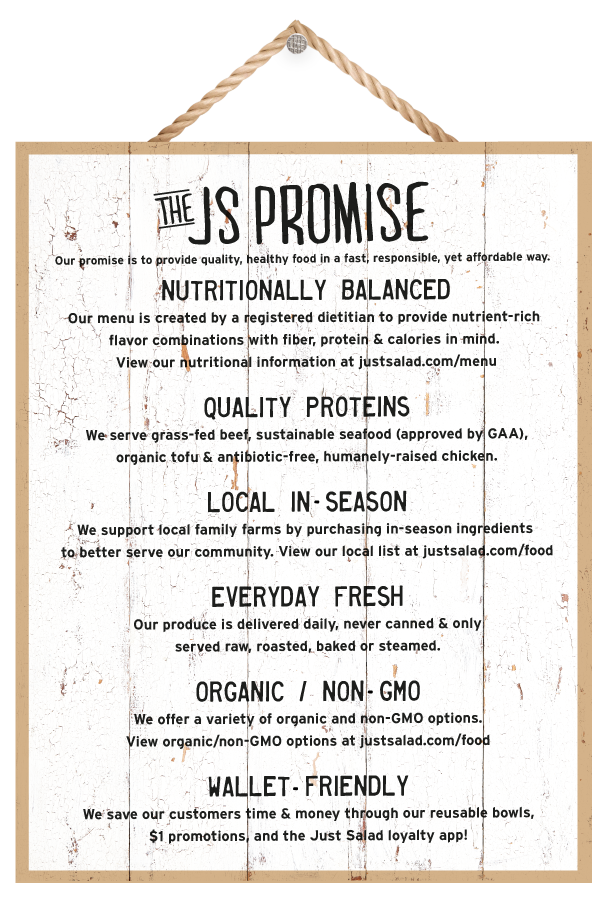 THE JS PROMISE
Our promise is to provide quality, healthy food in a fast, responsible, yet affordable way.
NUTRITIONALLY BALANCED
Our menu is created by a registered dietitian to provide nutrient-rich
flavor combinations with fiber, protein & calories in mind.
View our nutritional information at justsalad.com/menu
QUALITY PROTEINS
We serve grass-fed beef, sustainable seafood (approved by GAA),
organic tofu & antibiotic-free, humanely-raised chicken.
LOCAL IN-SEASON
We support local family farms by purchasing in-season ingredients
to better serve our community. View our local list at justsalad.com/food
EVERYDAY FRESH
Our produce is delivered daily, never canned & only
served raw, roasted, baked or steamed.
ORGANIC / NON-GMO
We offer a variety of organic and non-GMO options.
View organic/non-GMO options at justsalad.com/food
WALLET-FRIENDLY
We save our customers time & money through our reusable bowls,
$1 promotions, and the Just Salad loyalty app!